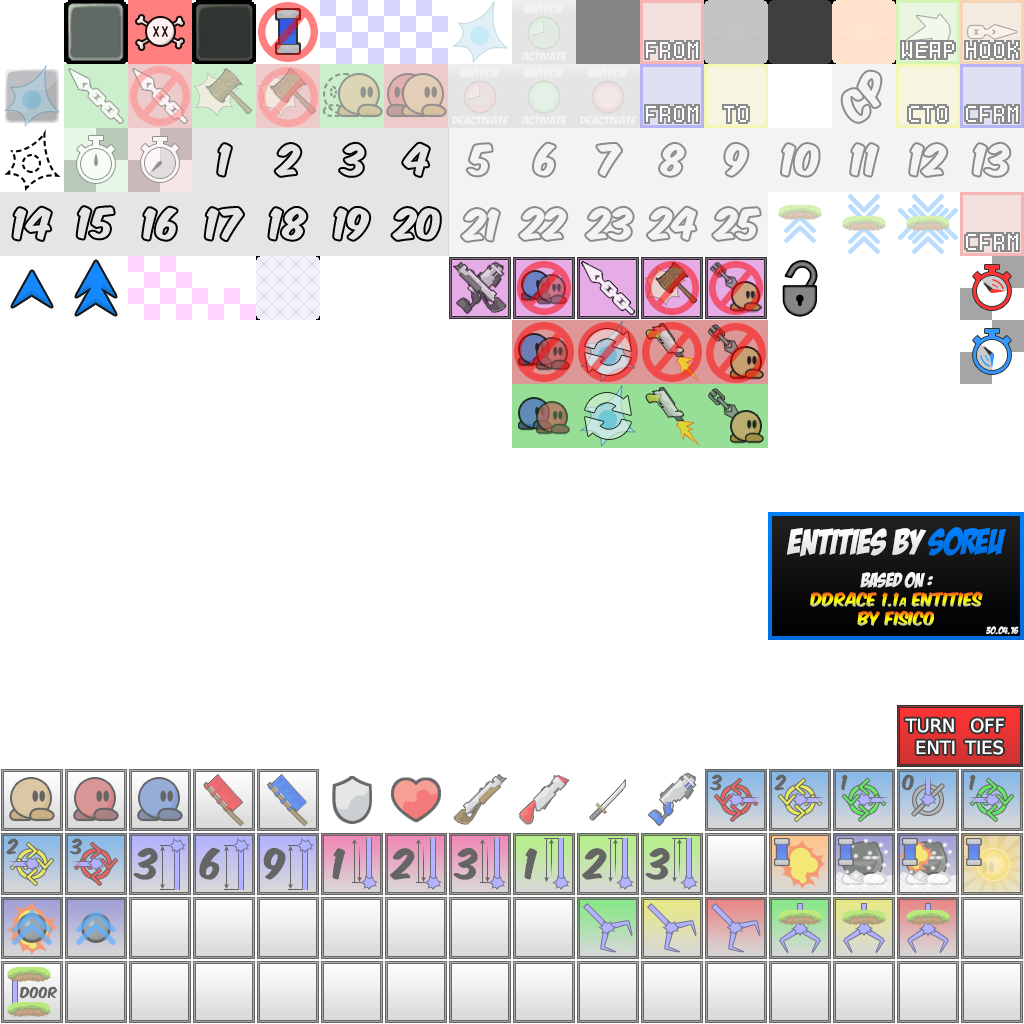 SWITCH
ACTIVATE
FROM
WEAP
HOOK
SWITCH
DEACTIVATE
SWITCH
ACTIVATE
SWITCH
DEACTIVATE
FROM
TO
CP
CTO
CFRM
1 2 3 4 5 6 7 8 9 10 11 12 13
14 15 16 17 18 19 20 21 22 23 24 25
CFRM
ENTITIES BY SOREU
BASED ON :
DDRACE 1.1A ENTITIES
BY FISICO
30.04.16
TURN OFF
ENTI TIES
3 2 1 0 1
2 3 3 6 9 1 2 3 1 2 3
DOOR